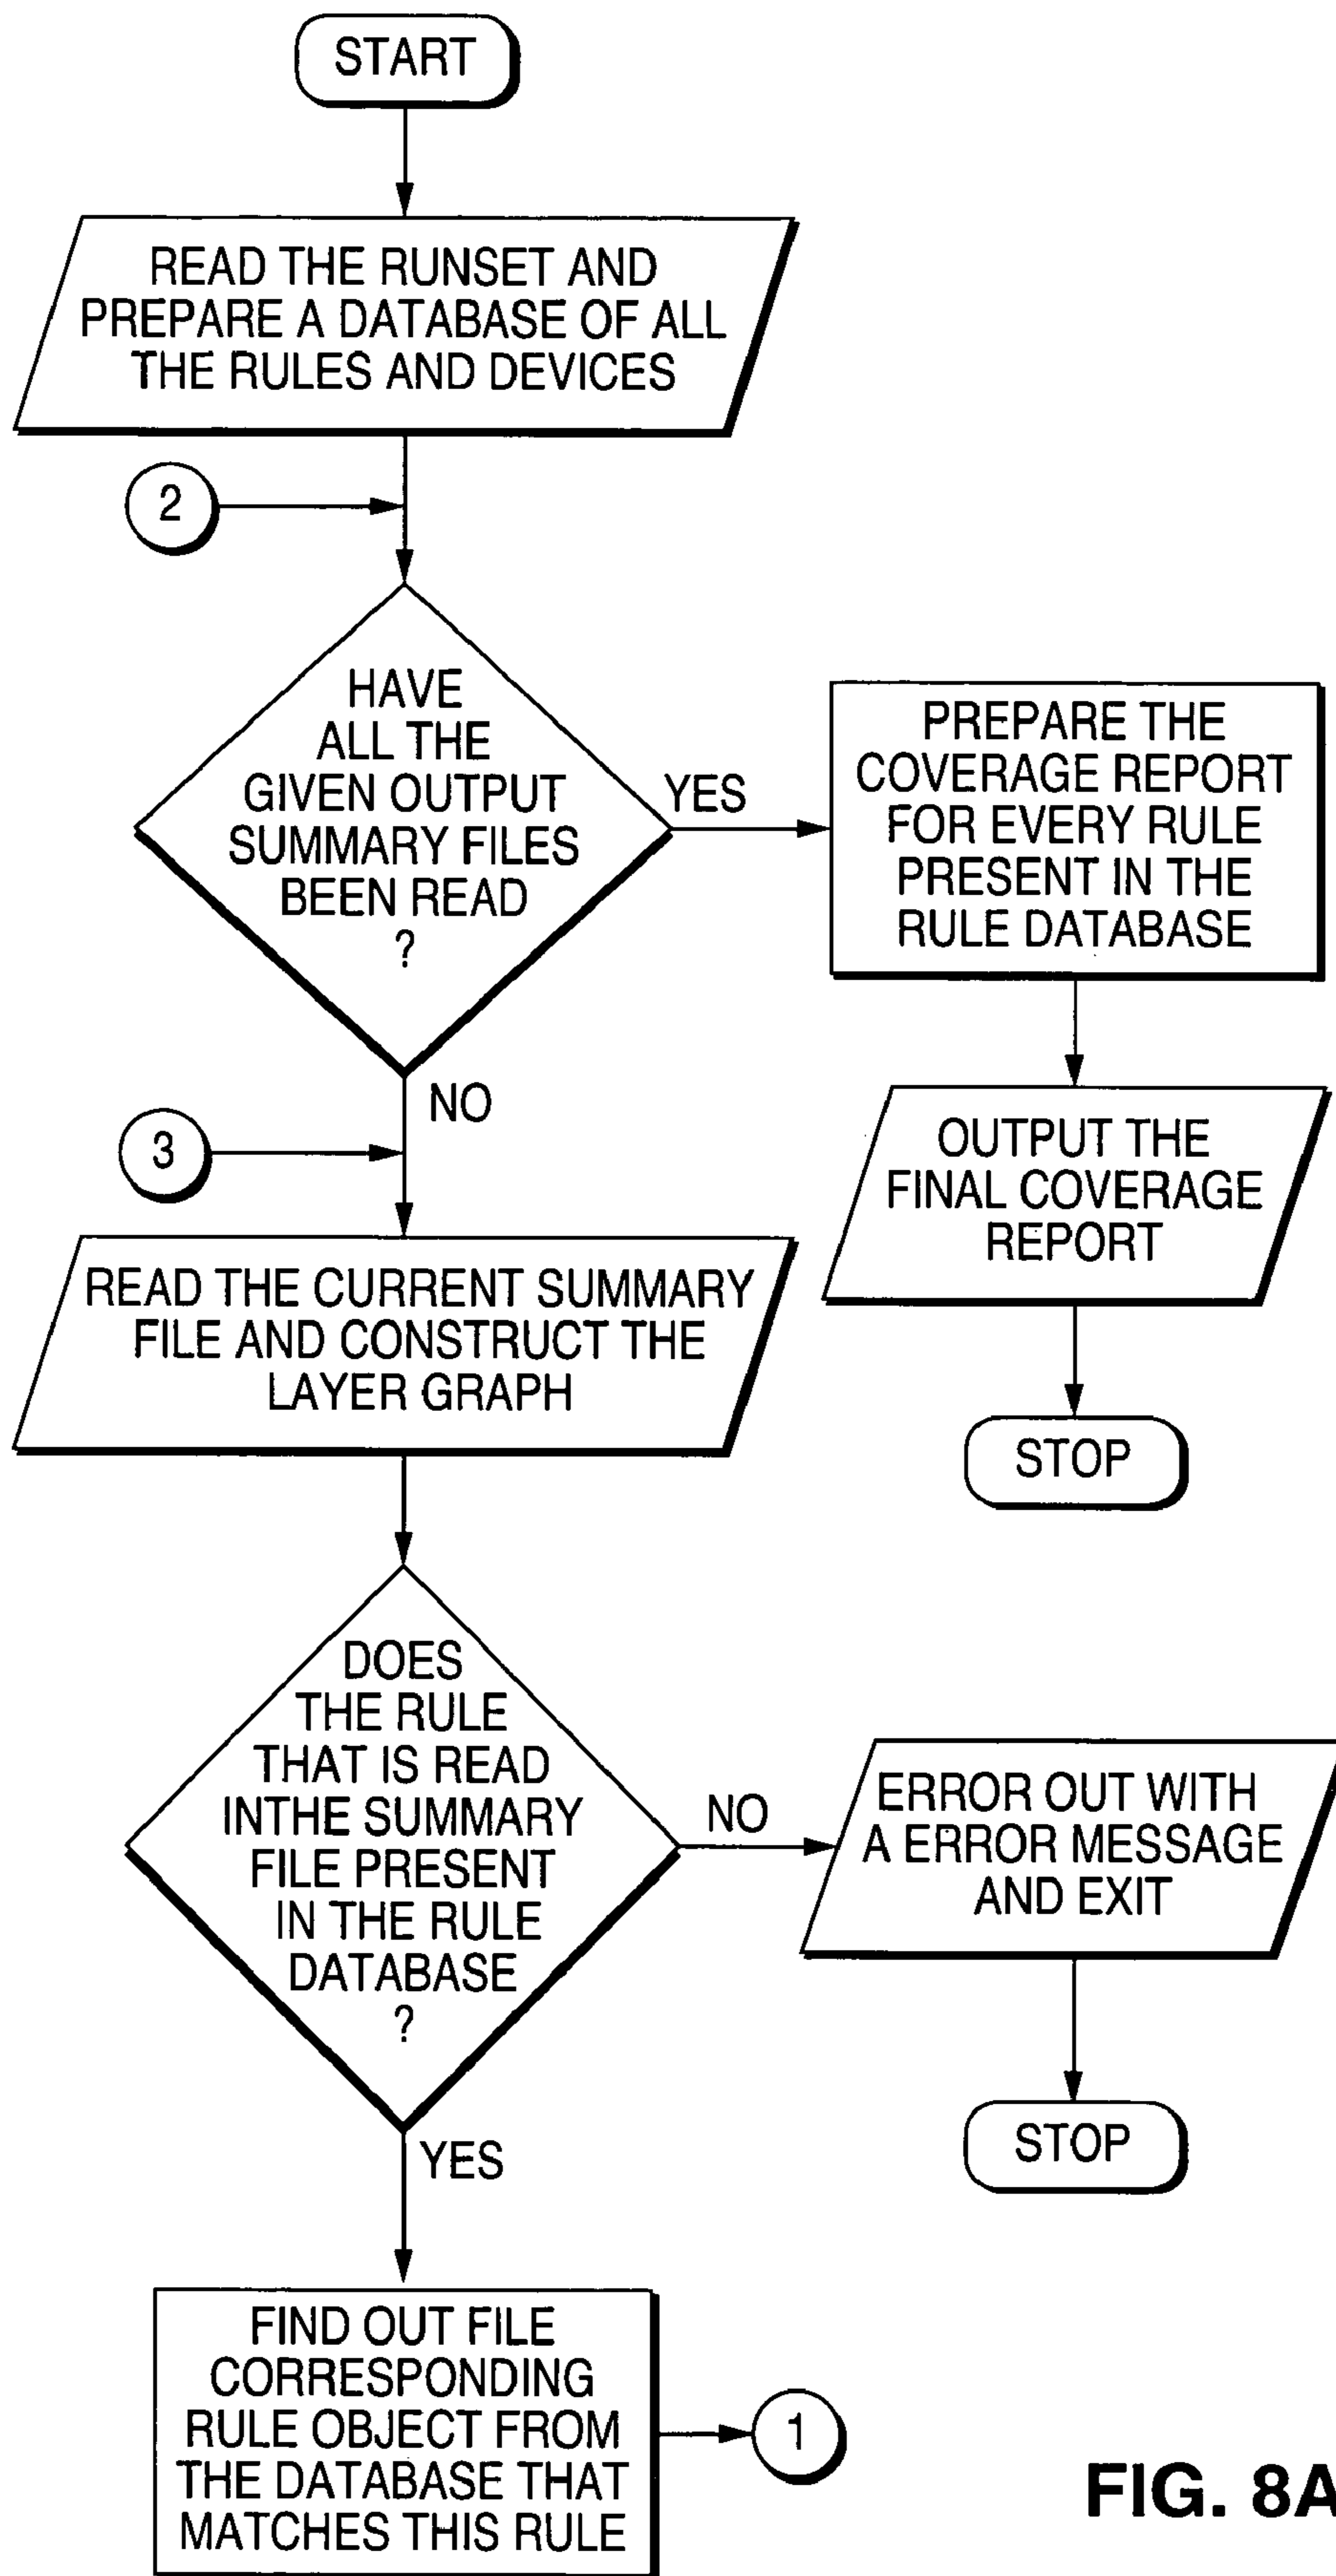 START
READ THE RUNSET AND
PREPARE A DATABASE OF ALL
THE RULES AND DEVICES
2
HAVE
ALL THE
GIVEN OUTPUT
SUMMARY FILES
BEEN READ
?
YES
PREPARE THE
COVERAGE REPORT
FOR EVERY RULE
PRESENT IN THE
RULE DATABASE
NO
3
OUTPUT THE
FINAL COVERAGE
REPORT
READ THE CURRENT SUMMARY
FILE AND CONSTRUCT THE
LAYER GRAPH
STOP
DOES
THE RULE
THAT IS READ
INTHE SUMMARY
FILE PRESENT
IN THE RULE
DATABASE
?
NO
ERROR OUT WITH
A ERROR MESSAGE
AND EXIT
STOP
YES
FIND OUT FILE
CORRESPONDING
RULE OBJECT FROM
THE DATABASE THAT
MATCHES THIS RULE
1
FIG. 8A